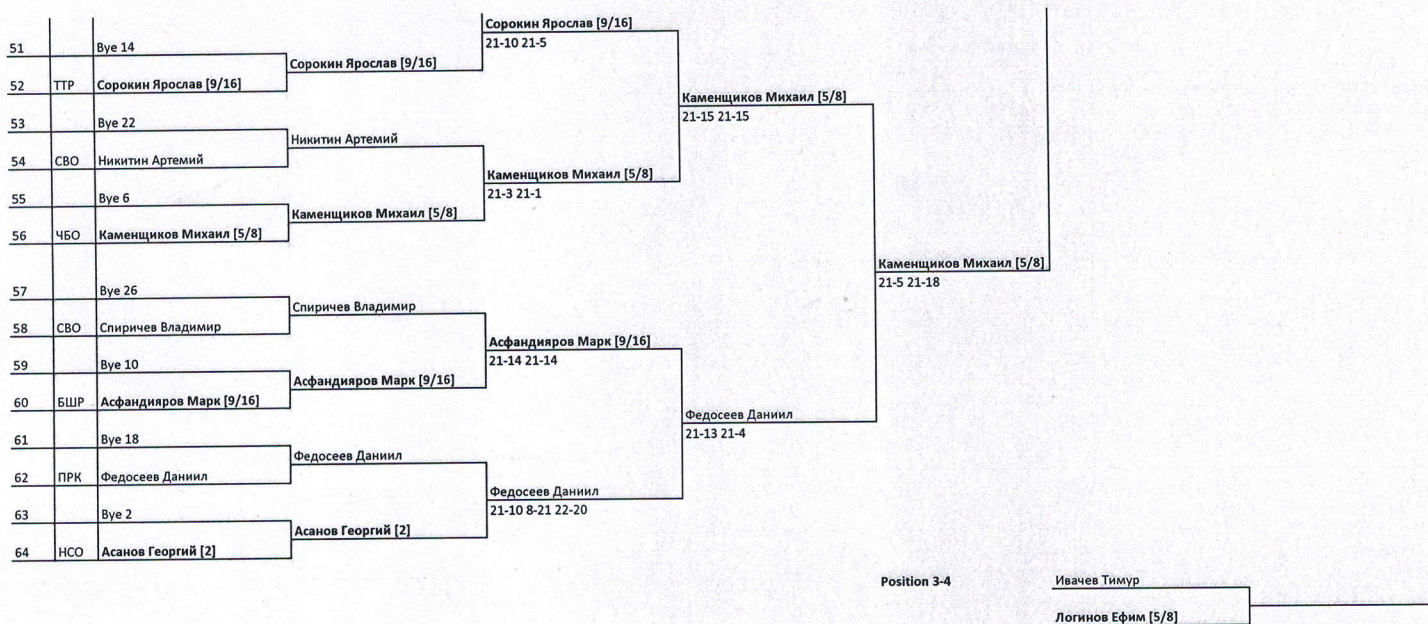 Сорокин Ярослав [9/16]
21-10 21-5
51 Bye 14
Сорокин Ярослав [9/16]
52 ТТР Сорокин Ярослав [9/16]
Каменщиков Михаил [5/8]
21-15 21-15
53 Bye 22
Никитин Артемий
54 СВО Никитин Артемий
Каменщиков Михаил [5/8]
21-3 21-1
55 Bye 6
Каменщиков Михаил [5/8]
56 ЧБО Каменщиков Михаил [5/8]
Каменщиков Михаил [5/8]
21-5 21-18
57 Bye 26
Спиричев Владимир
58 СВО Спиричев Владимир
Асфандияров Марк [9/16]
21-14 21-14
59 Bye 10
Асфандияров Марк [9/16]
60 БШР Асфандияров Марк [9/16]
Федосеев Даниил
21-13 21-4
61 Bye 18
Федосеев Даниил
62 ПРК Федосеев Даниил
Федосеев Даниил
21-10 8-21 22-20
63 Bye 2
Асанов Георгий [2]
64 НСО Асанов Георгий [2]
Position 3-4 Ивачев Тимур
Логинов Ефим [5/8]